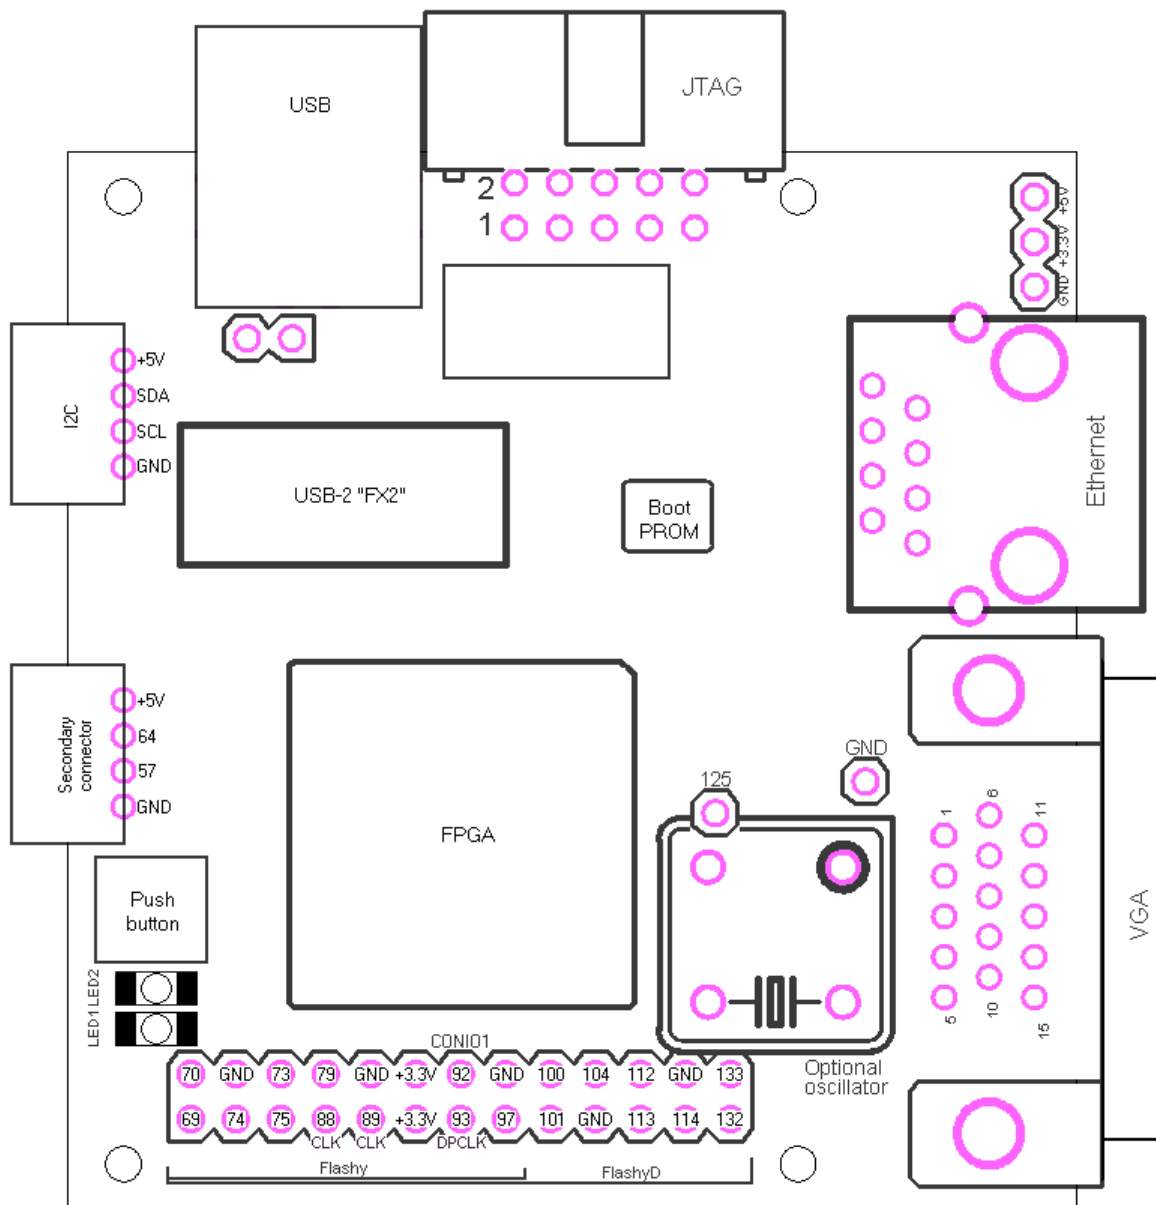 USB
JTAG
2
1
+5V
+3.3V
GND
I2C
+5V
SDA
SCL
GND
USB-2 "FX2"
Boot
PROM
Ethernet
Secondary
connector
+5V
64
57
GND
FPGA
125
GND
1
6
11
5
10
15
VGA
Push
button
LED2
LED1
Optional
oscillator
CONIO1
70 GND 73 79 GND +3.3V 92 GND 100 104 112 GND 133
69 74 75 88 89 +3.3V 93 97 101 GND 113 114 132
CLK CLK DPCLK
Flashy
FlashyD